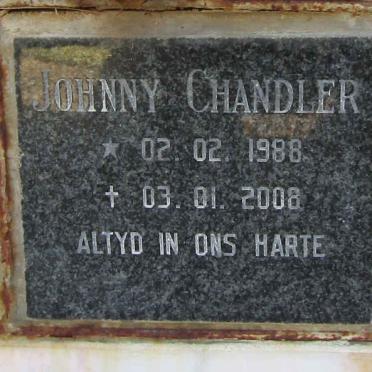 JOHNNY CHANDLER
★ 02. 02. 1988
✝ 03. 01. 2008
ALTYD IN ONS HARTE